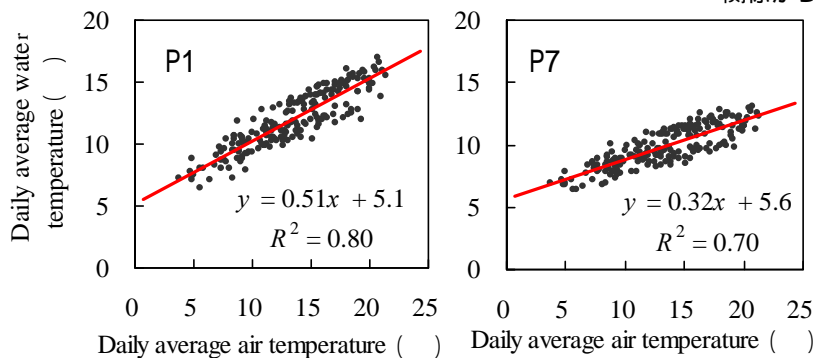 Daily average water
temperature (　)
20
15
10
5
0
P1
y = 0.51x + 5.1
R² = 0.80
0 5 10 15 20 25
Daily average air temperature (　)
20
15
10
5
0
P7
y = 0.32x + 5.6
R² = 0.70
0 5 10 15 20 25
Daily average air temperature (　)